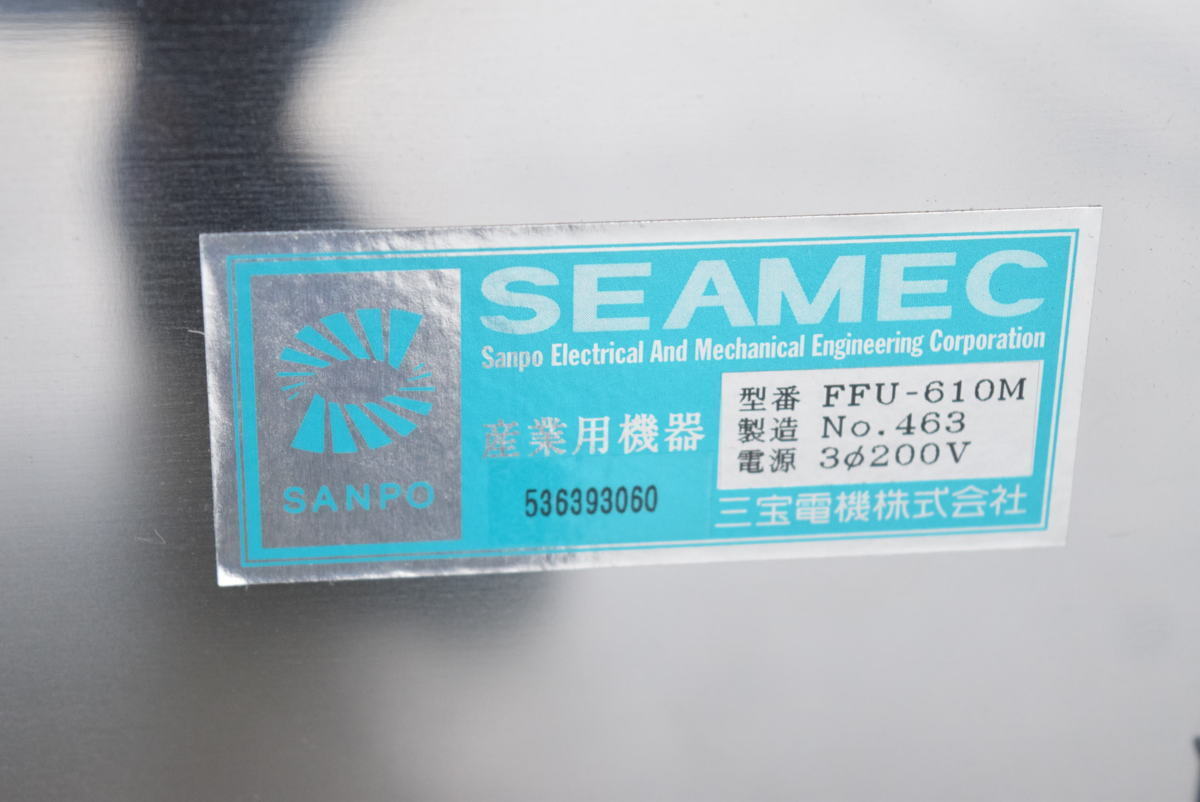 SEAMEC
Sanpo Electrical And Mechanical Engineering Corporation
SANPO
産業用機器
536393060
型番 FFU-610M
製造 No.463
電源 3φ200V
三宝電機株式会社